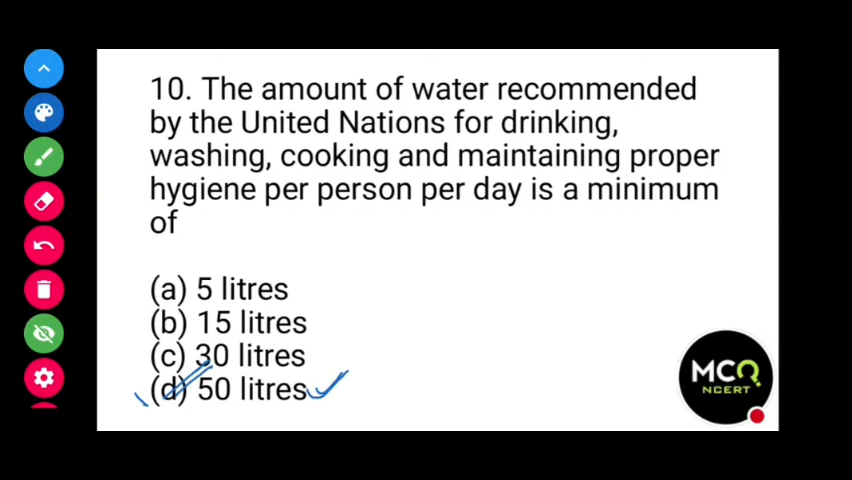 10. The amount of water recommended
by the United Nations for drinking,
washing, cooking and maintaining proper
hygiene per person per day is a minimum
of
(a) 5 litres
(b) 15 litres
(c) 30 litres
(d) 50 litres
MCQ
NCERT